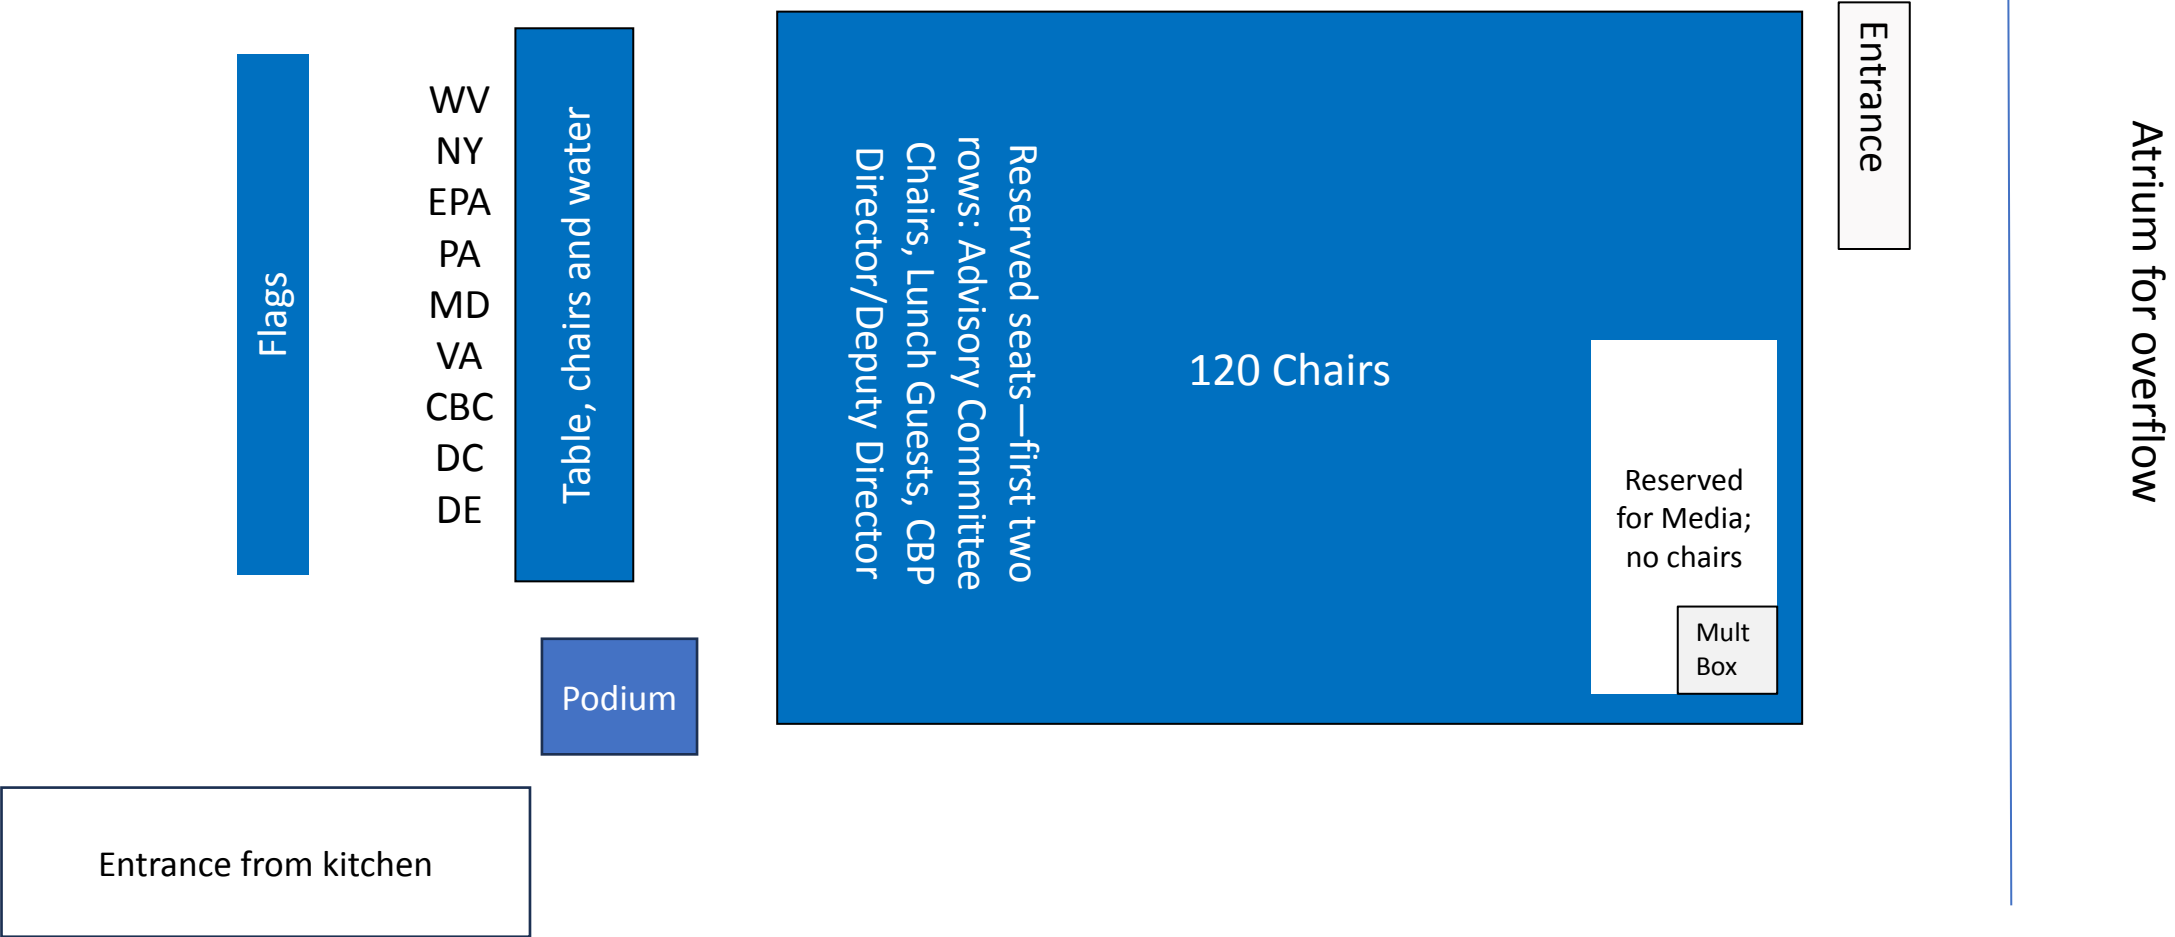 Flags
WV
NY
EPA
PA
MD
VA
CBC
DC
DE
Table, chairs and water
Podium
Entrance from kitchen
Reserved seats—first two
rows: Advisory Committee
Chairs, Lunch Guests, CBP
Director/Deputy Director
120 Chairs
Reserved
for Media;
no chairs
Mult
Box
Entrance
Atrium for overflow